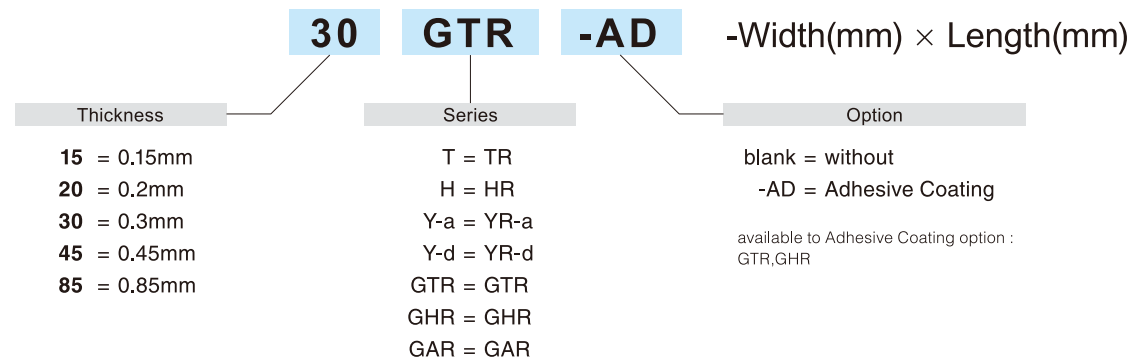 30 GTR -AD -Width(mm) × Length(mm)
Thickness
15 = 0.15mm
20 = 0.2mm
30 = 0.3mm
45 = 0.45mm
85 = 0.85mm
Series
T = TR
H = HR
Y-a = YR-a
Y-d = YR-d
GTR = GTR
GHR = GHR
GAR = GAR
Option
blank = without
-AD = Adhesive Coating
available to Adhesive Coating option :
GTR,GHR